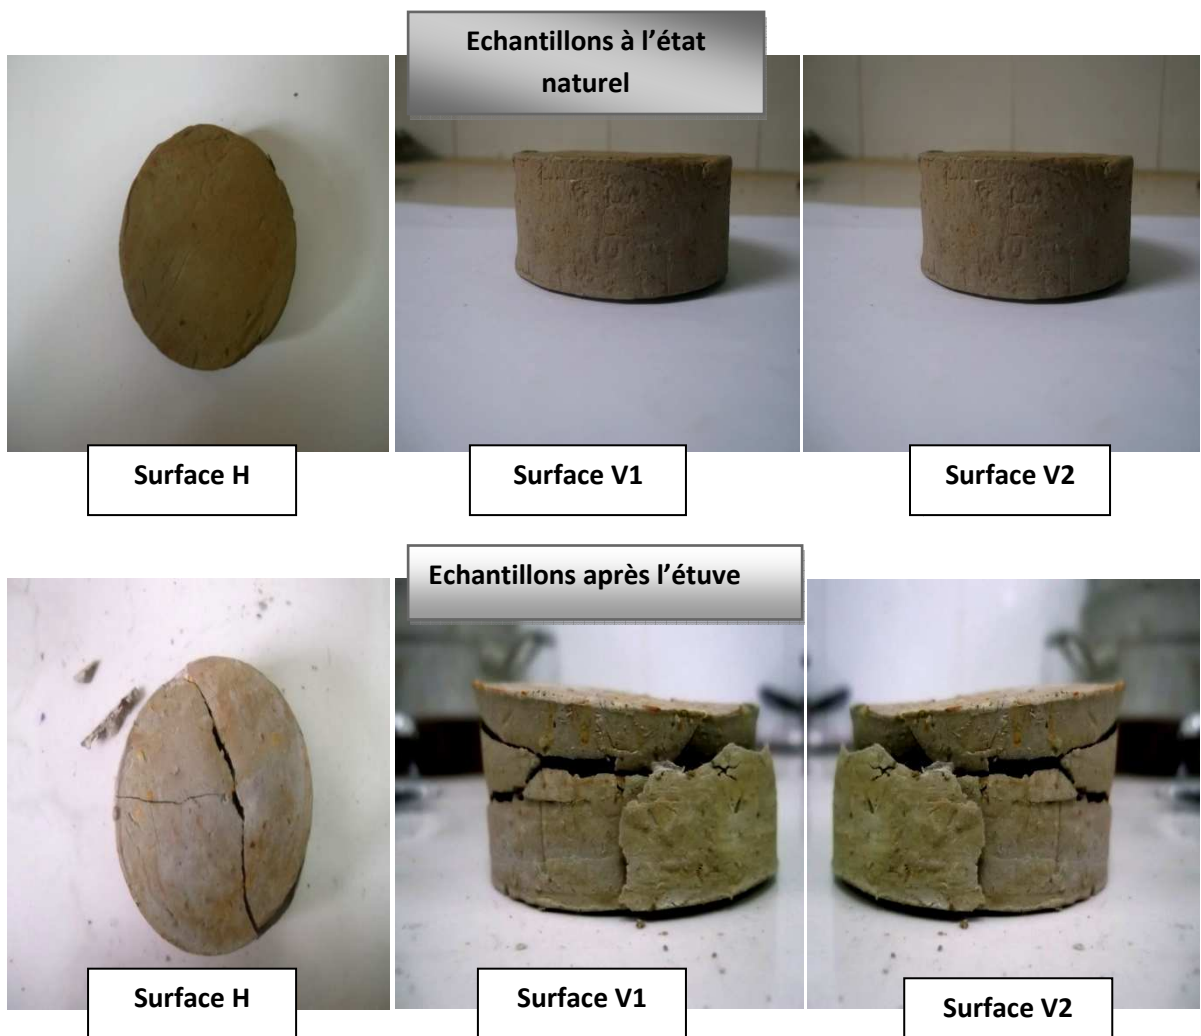 Echantillons à l’état
naturel
Surface H
Surface V1
Surface V2
Echantillons après l’étuve
Surface H
Surface V1
Surface V2